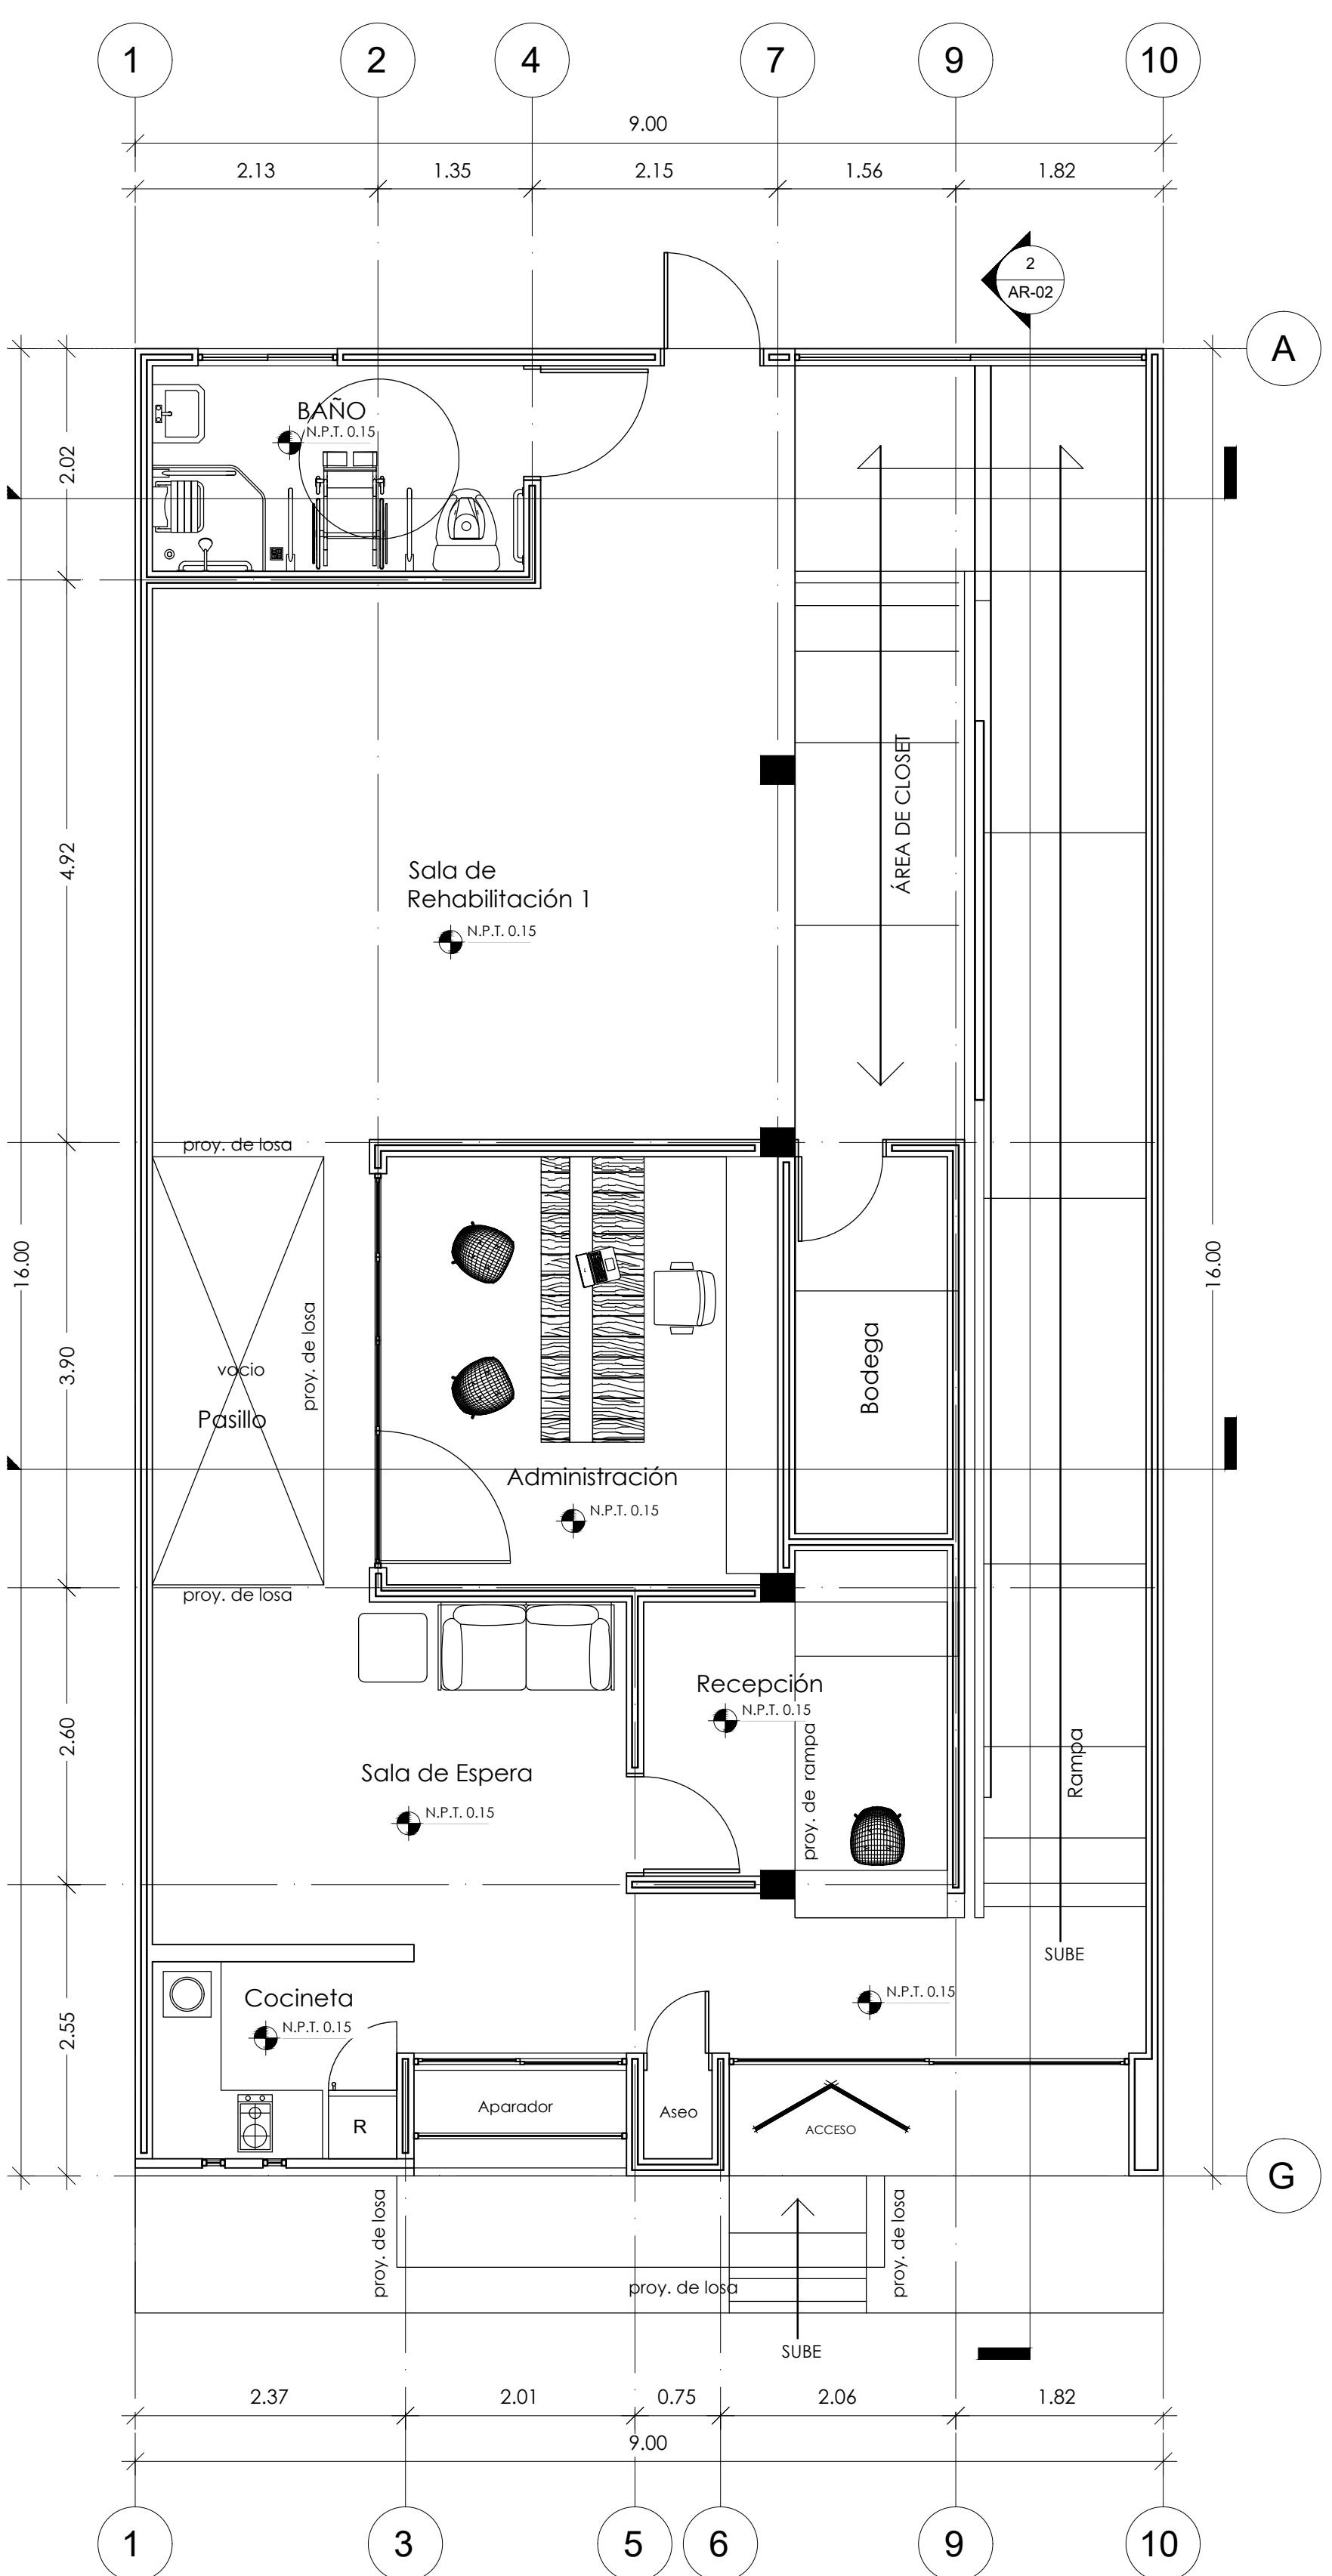 1 2 4 7 9 10
9.00
2.13 1.35 2.15 1.56 1.82
2
AR-02
A
BAÑO
N.P.T. 0.15
2.02
ÁREA DE CLOSET
4.92
Sala de
Rehabilitación 1
N.P.T. 0.15
proy. de losa
16.00
16.00
3.90
proy. de losa
vacio
Pasillo
Bodega
Administración
N.P.T. 0.15
proy. de losa
Recepción
N.P.T. 0.15
2.60
proy. de rampa
Rampa
Sala de Espera
N.P.T. 0.15
SUBE
Cocineta
N.P.T. 0.15
N.P.T. 0.15
2.55
R
Aparador
Aseo
ACCESO
G
proy. de losa
proy. de losa
proy. de losa
SUBE
2.37 2.01 0.75 2.06 1.82
9.00
1 3 5 6 9 10